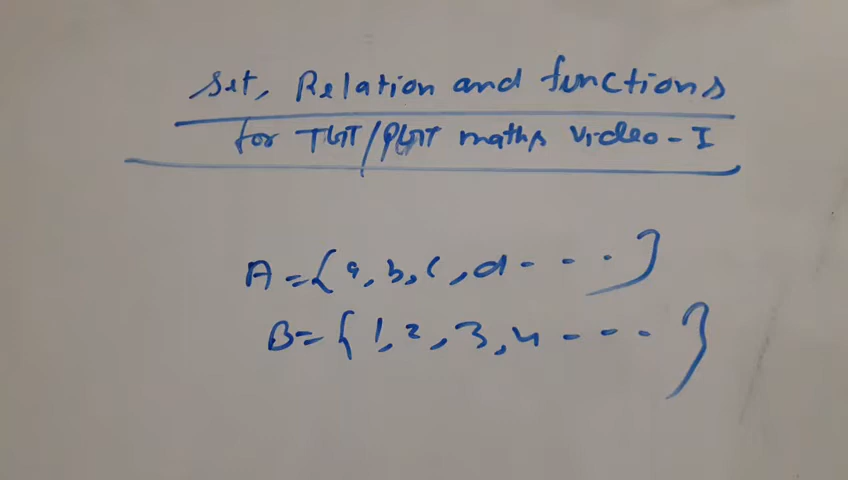 Set, Relation and functions
for TGT/PGT maths Video-I
A={a, b, c, d - - - }
B={1, 2, 3, 4 - - - }